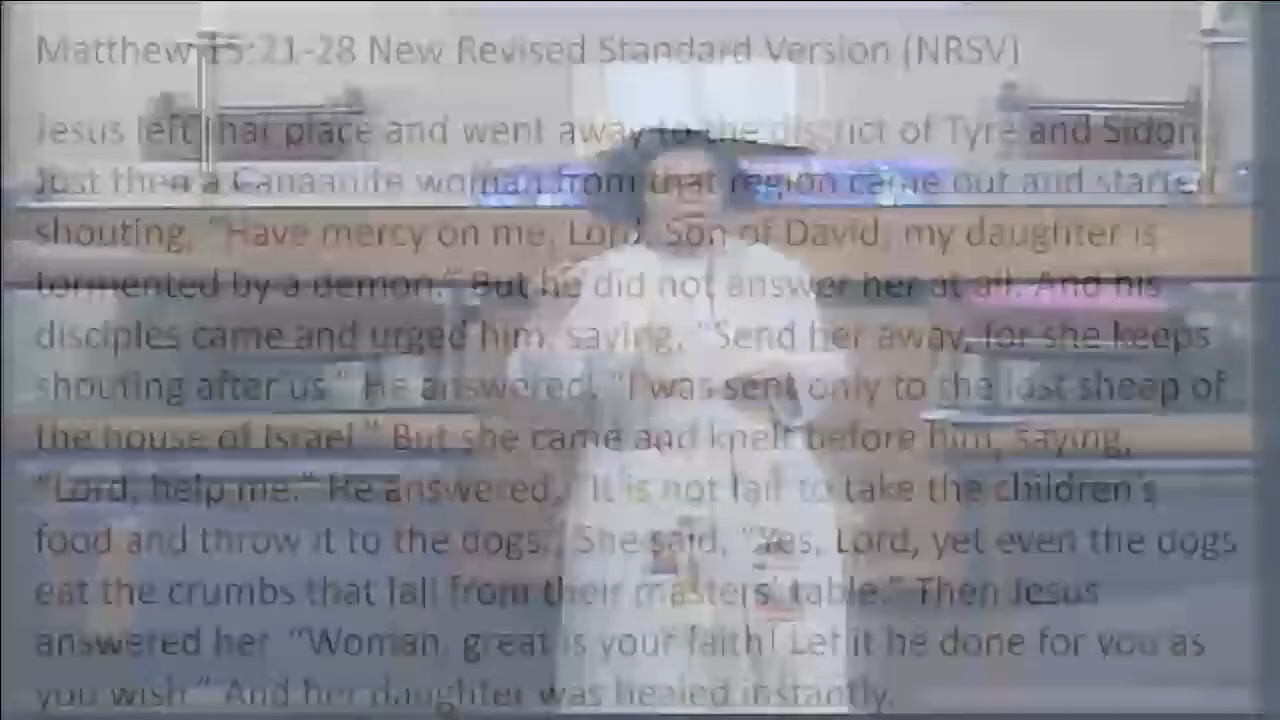 Matthew 15:21-28 New Revised Standard Version (NRSV)
Jesus left that place and went away to the district of Tyre and Sidon.
Just then a Canaanite woman from that region came out and started
shouting, "Have mercy on me, Lord, Son of David; my daughter is
tormented by a demon." But he did not answer her at all. And his
disciples came and urged him, saying, "Send her away, for she keeps
shouting after us." He answered, "I was sent only to the lost sheep of
the house of Israel." But she came and knelt before him, saying,
"Lord, help me." He answered, "It is not fair to take the children's
food and throw it to the dogs." She said, "Yes, Lord, yet even the dogs
eat the crumbs that fall from their masters' table." Then Jesus
answered her, "Woman, great is your faith! Let it be done for you as
you wish." And her daughter was healed instantly.